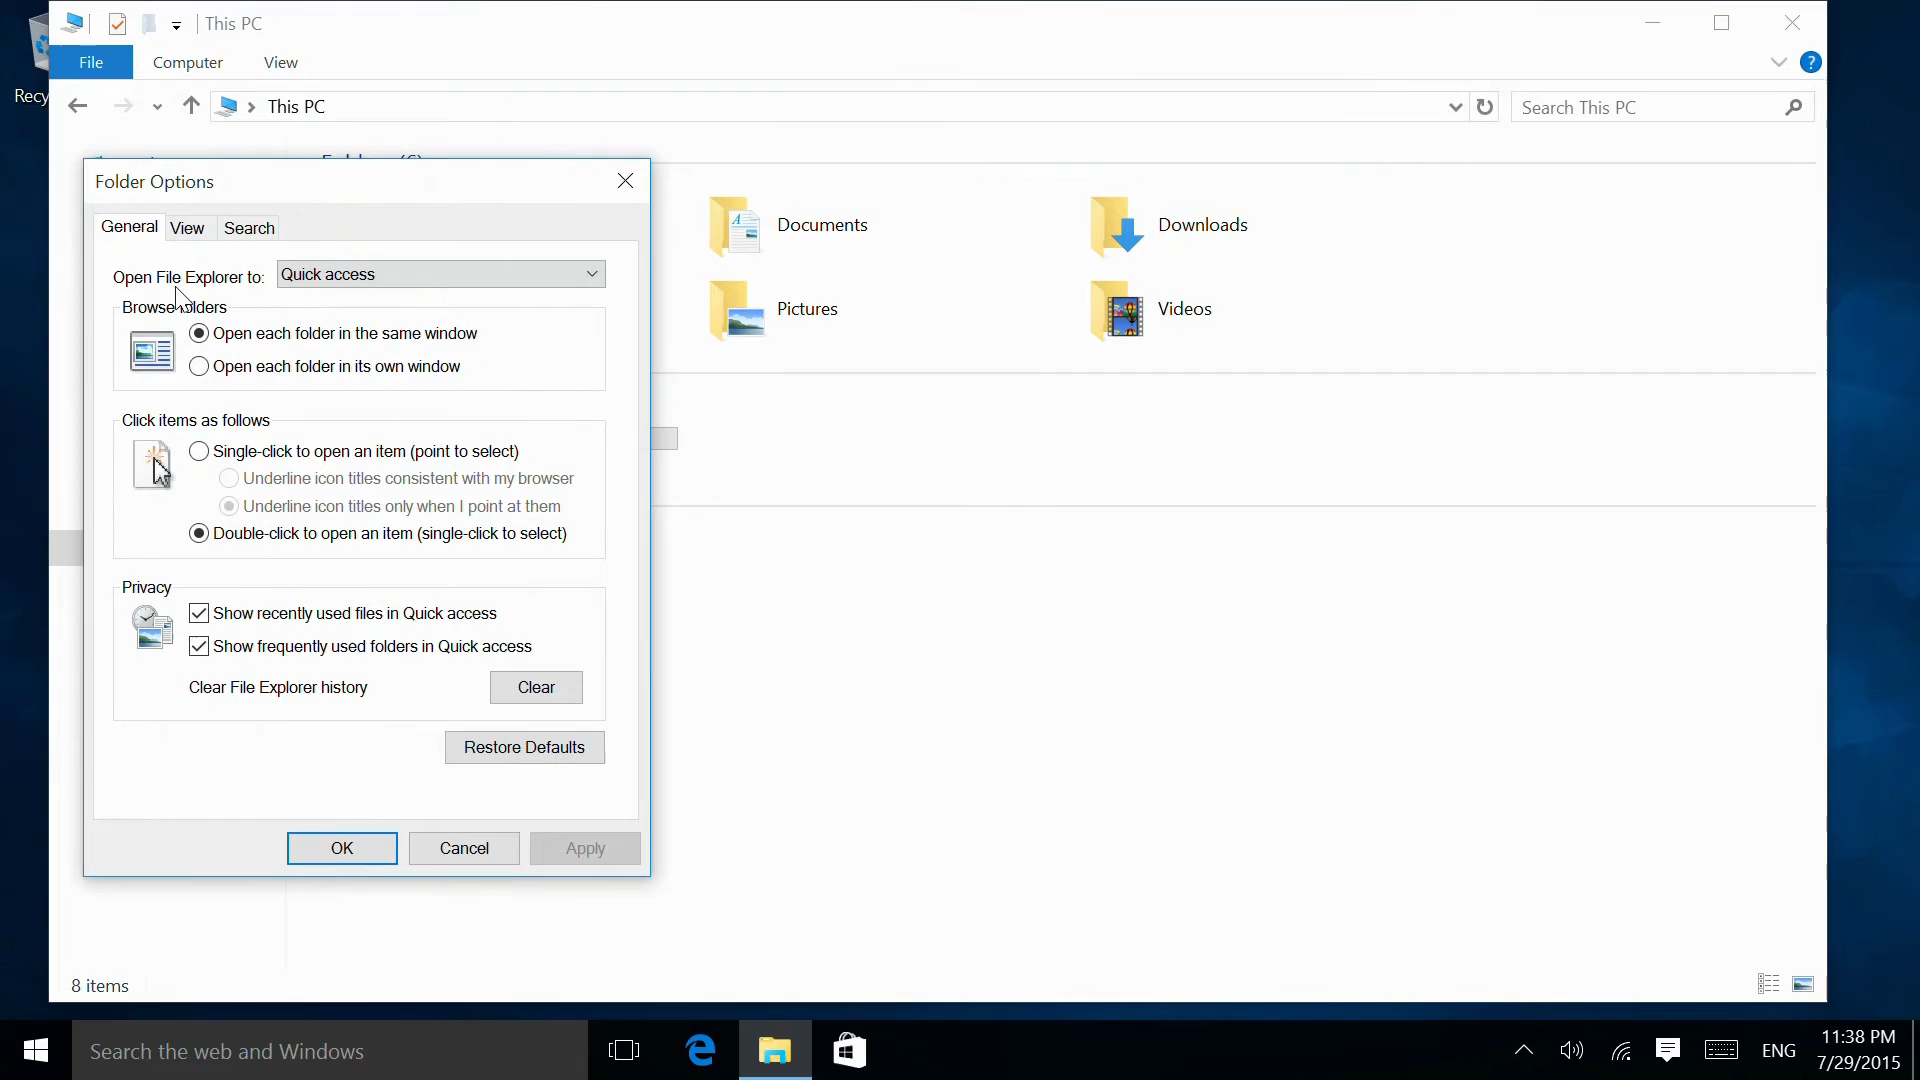 This PC
File Computer View
Recy
This PC
Search This PC
Folder Options
General View Search
Open File Explorer to: Quick access
Browse folders
Open each folder in the same window
Open each folder in its own window
Click items as follows
Single-click to open an item (point to select)
Underline icon titles consistent with my browser
Underline icon titles only when I point at them
Double-click to open an item (single-click to select)
Privacy
Show recently used files in Quick access
Show frequently used folders in Quick access
Clear File Explorer history Clear
Restore Defaults
OK Cancel Apply
Documents
Downloads
Pictures
Videos
8 items
Search the web and Windows
ENG
11:38 PM
7/29/2015